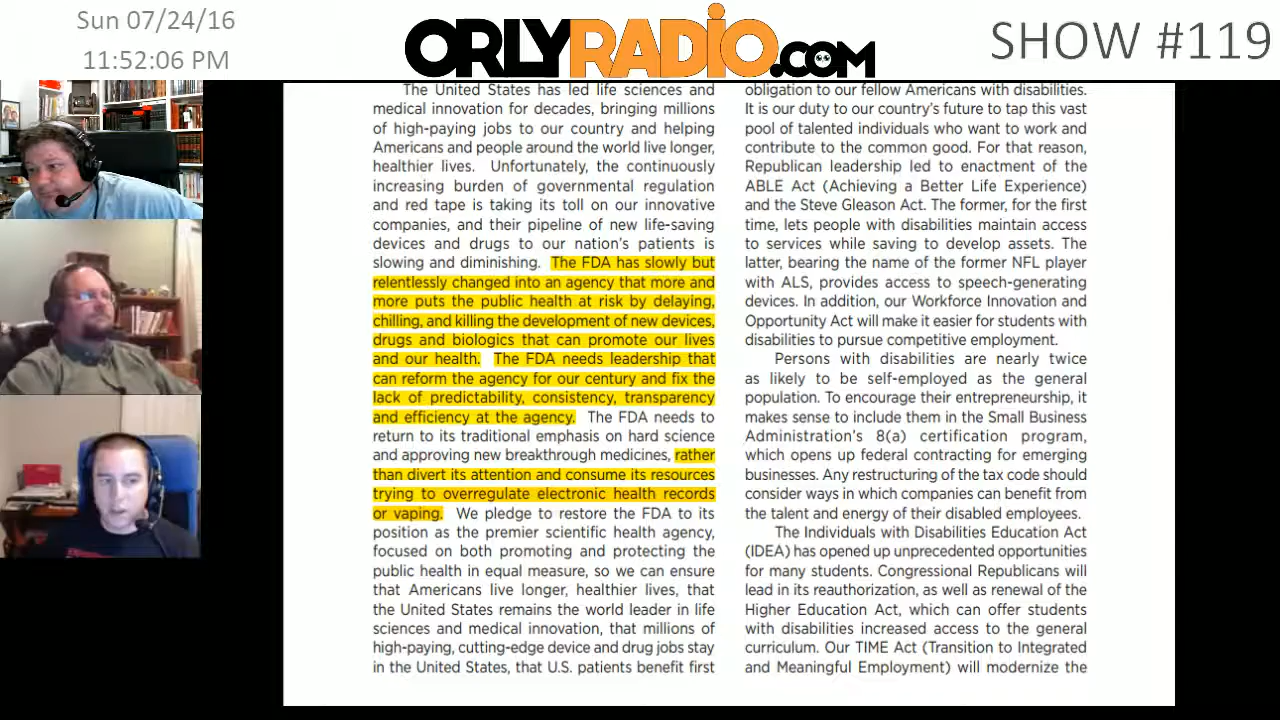 Sun 07/24/16
11:52:06 PM
ORLYRADIO.COM
SHOW #119
The United States has led life sciences and
medical innovation for decades, bringing millions
of high-paying jobs to our country and helping
Americans and people around the world live longer,
healthier lives. Unfortunately, the continuously
increasing burden of governmental regulation
and red tape is taking its toll on our innovative
companies, and their pipeline of new life-saving
devices and drugs to our nation's patients is
slowing and diminishing. The FDA has slowly but
relentlessly changed into an agency that more and
more puts the public health at risk by delaying,
chilling, and killing the development of new devices,
drugs and biologics that can promote our lives
and our health. The FDA needs leadership that
can reform the agency for our century and fix the
lack of predictability, consistency, transparency
and efficiency at the agency. The FDA needs to
return to its traditional emphasis on hard science
and approving new breakthrough medicines, rather
than divert its attention and consume its resources
trying to overregulate electronic health records
or vaping. We pledge to restore the FDA to its
position as the premier scientific health agency,
focused on both promoting and protecting the
public health in equal measure, so we can ensure
that Americans live longer, healthier lives, that
the United States remains the world leader in life
sciences and medical innovation, that millions of
high-paying, cutting-edge device and drug jobs stay
in the United States, that U.S. patients benefit first
obligation to our fellow Americans with disabilities.
It is our duty to our country's future to tap this vast
pool of talented individuals who want to work and
contribute to the common good. For that reason,
Republican leadership led to enactment of the
ABLE Act (Achieving a Better Life Experience)
and the Steve Gleason Act. The former, for the first
time, lets people with disabilities maintain access
to services while saving to develop assets. The
latter, bearing the name of the former NFL player
with ALS, provides access to speech-generating
devices. In addition, our Workforce Innovation and
Opportunity Act will make it easier for students with
disabilities to pursue competitive employment.
Persons with disabilities are nearly twice
as likely to be self-employed as the general
population. To encourage their entrepreneurship, it
makes sense to include them in the Small Business
Administration's 8(a) certification program,
which opens up federal contracting for emerging
businesses. Any restructuring of the tax code should
consider ways in which companies can benefit from
the talent and energy of their disabled employees.
The Individuals with Disabilities Education Act
(IDEA) has opened up unprecedented opportunities
for many students. Congressional Republicans will
lead in its reauthorization, as well as renewal of the
Higher Education Act, which can offer students
with disabilities increased access to the general
curriculum. Our TIME Act (Transition to Integrated
and Meaningful Employment) will modernize the